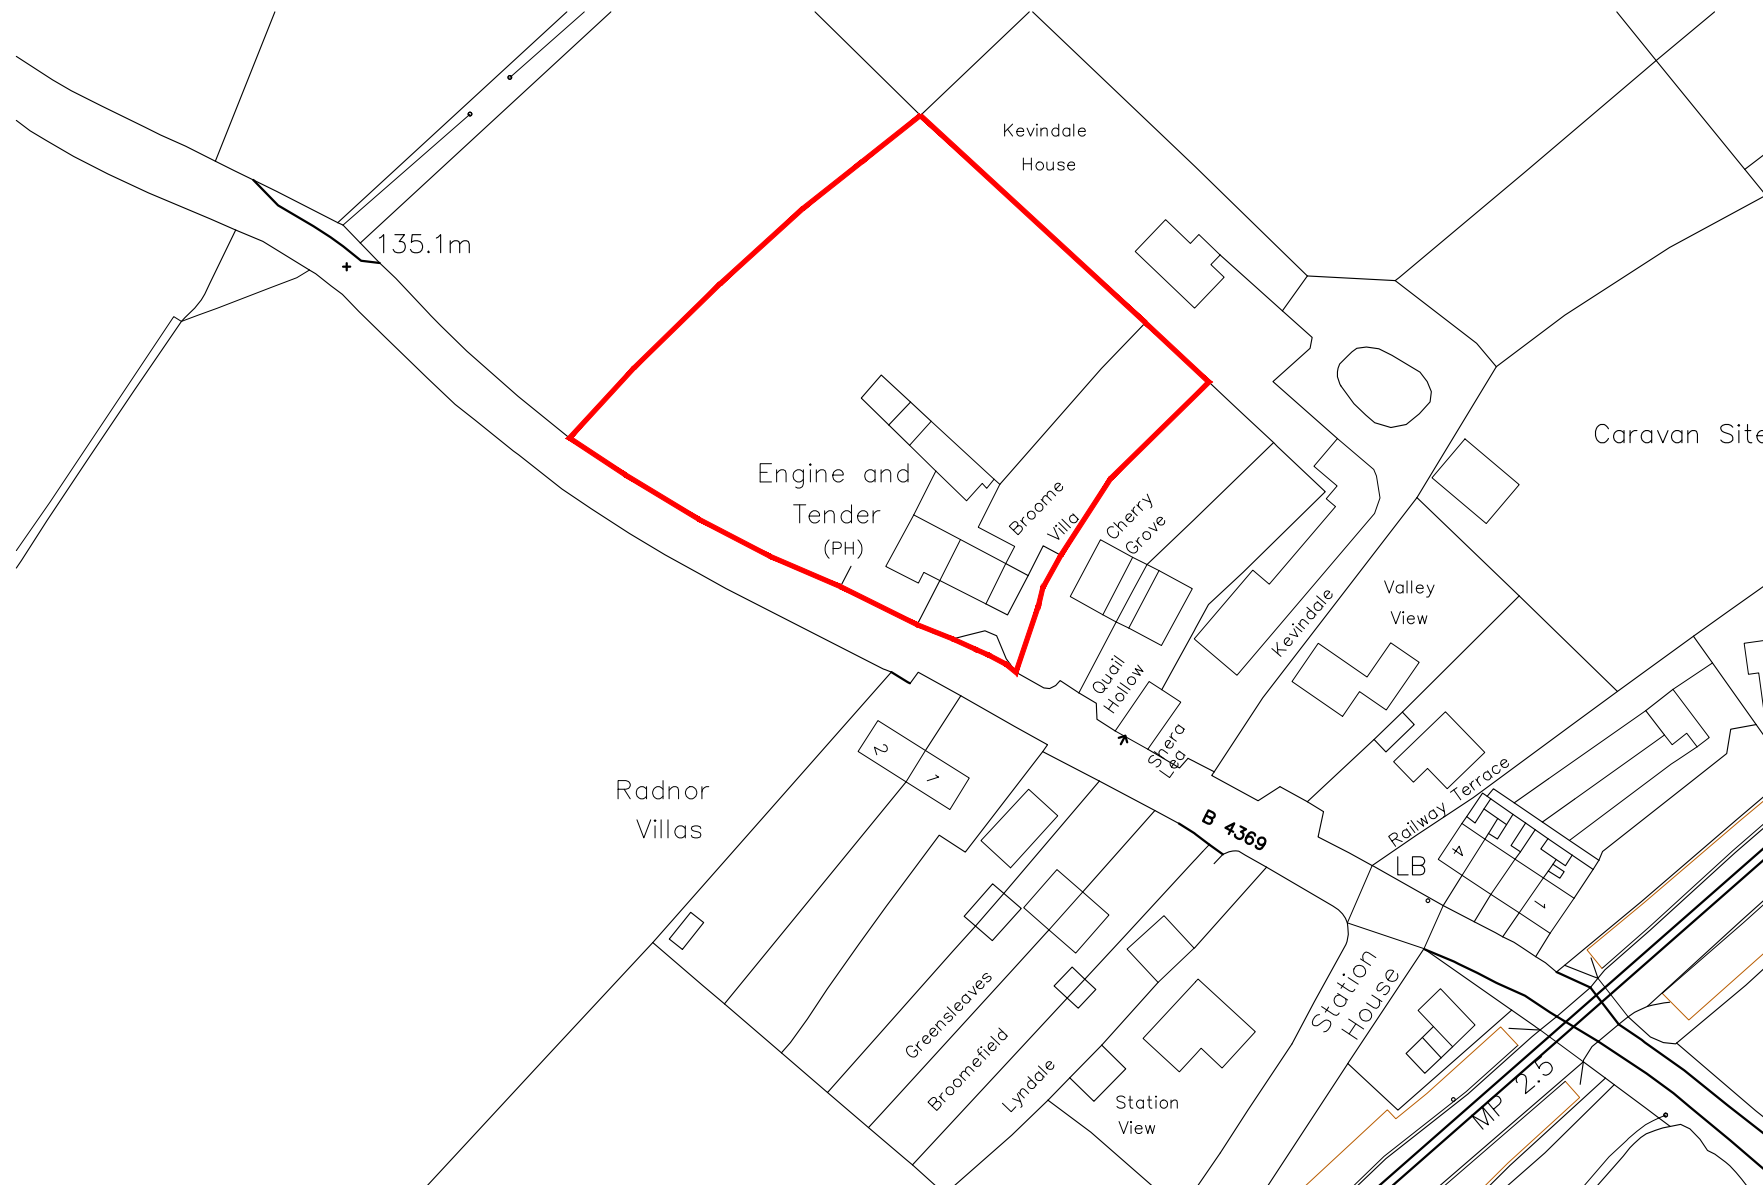 Kevindale
House
135.1m
Caravan Site
Engine and
Tender
(PH)
Broome
Villa
Cherry
Grove
Kevindale
Valley
View
Quail
Hollow
Shera
Lea
2
1
Radnor
Villas
B 4369
Railway Terrace
LB
4
1
Station
House
Greensleaves
Broomefield
Lyndale
Station
View
MP 2.5